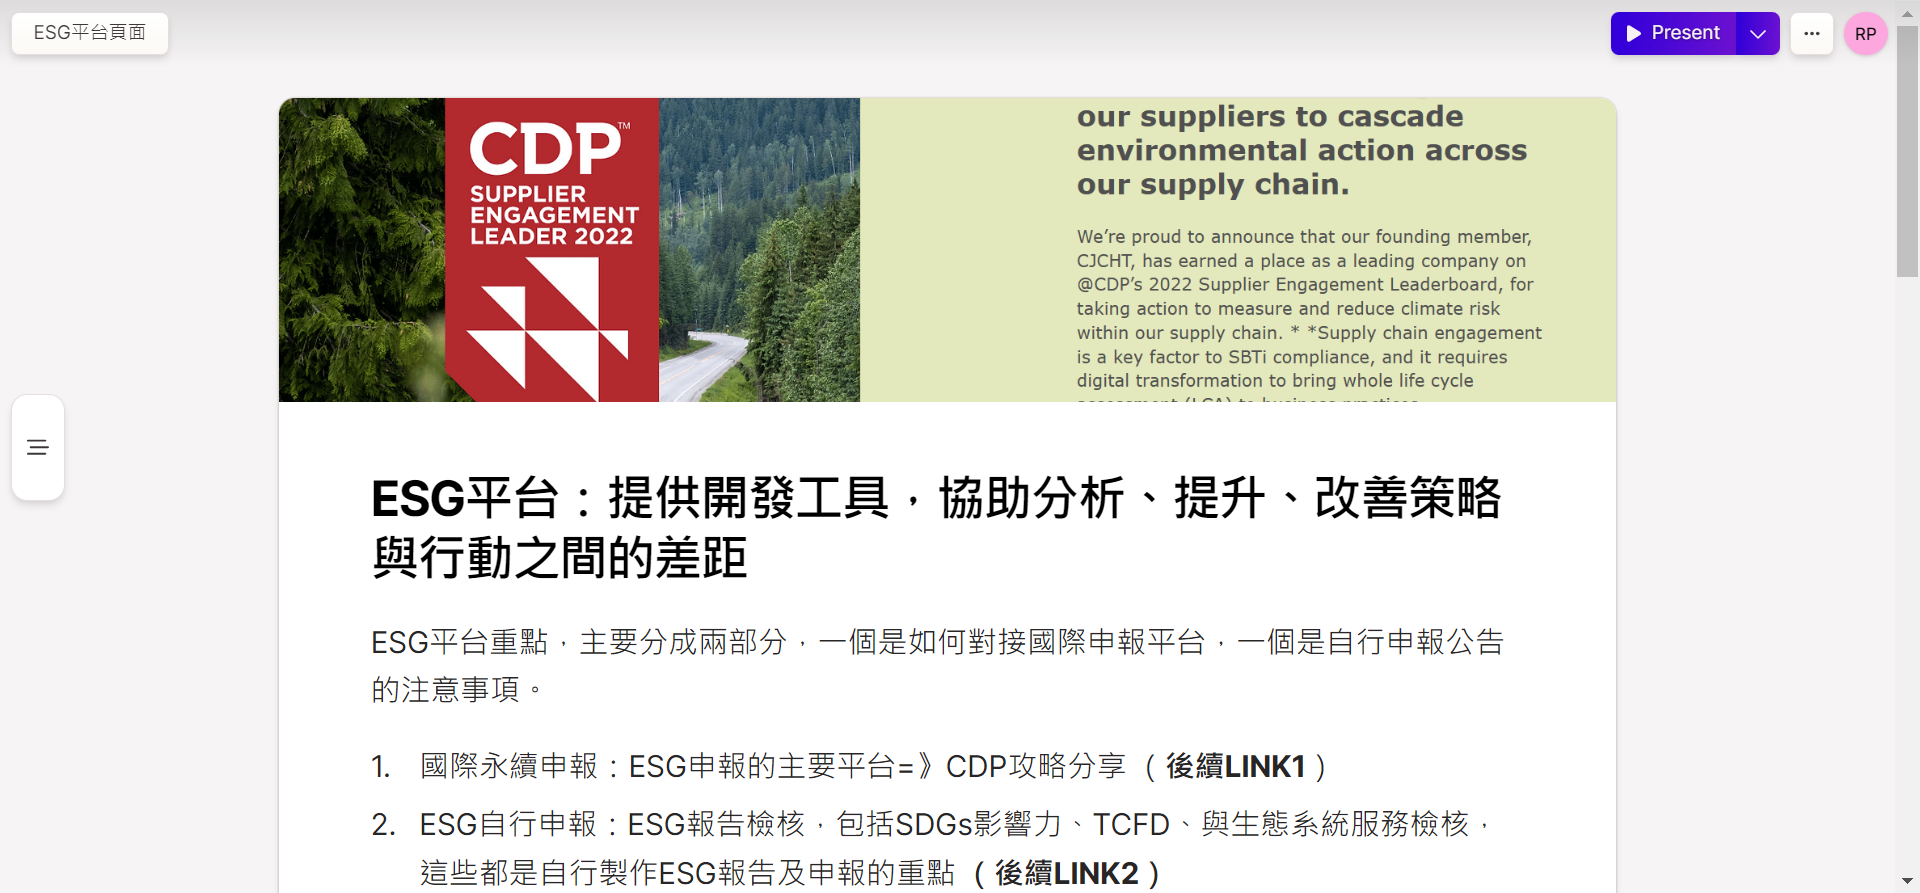 ESG平台頁面
Present
RP
CDP™
SUPPLIER
ENGAGEMENT
LEADER 2022
our suppliers to cascade
environmental action across
our supply chain.
We’re proud to announce that our founding member,
CJCHT, has earned a place as a leading company on
@CDP’s 2022 Supplier Engagement Leaderboard, for
taking action to measure and reduce climate risk
within our supply chain. * *Supply chain engagement
is a key factor to SBTi compliance, and it requires
digital transformation to bring whole life cycle
ESG平台：提供開發工具，協助分析、提升、改善策略
與行動之間的差距
ESG平台重點，主要分成兩部分，一個是如何對接國際申報平台，一個是自行申報公告
的注意事項。
1. 國際永續申報：ESG申報的主要平台=》CDP攻略分享（後續LINK1）
2. ESG自行申報：ESG報告檢核，包括SDGs影響力、TCFD、與生態系統服務檢核，
這些都是自行製作ESG報告及申報的重點（後續LINK2）